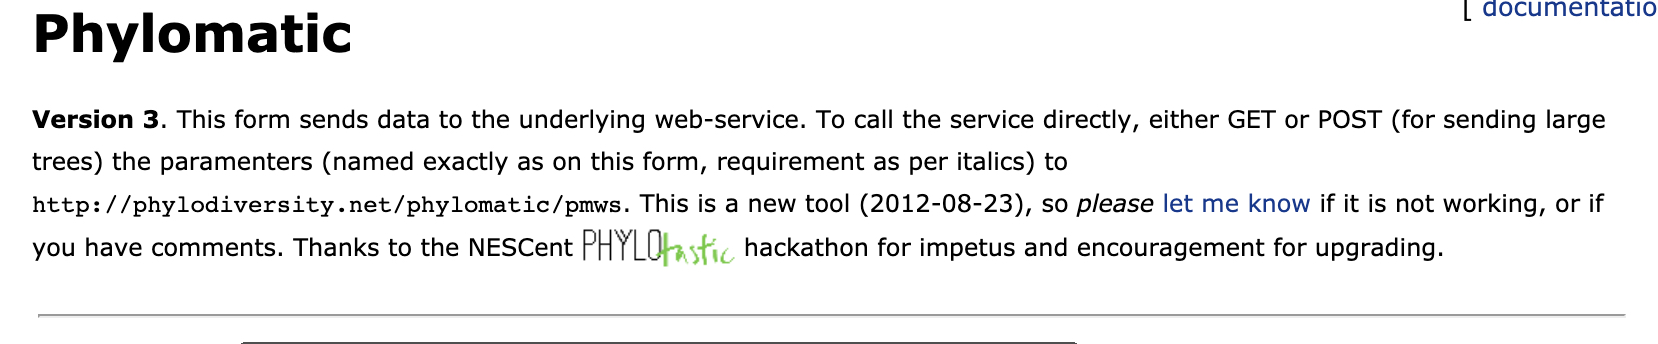 [ documentatio
Phylomatic
Version 3. This form sends data to the underlying web-service. To call the service directly, either GET or POST (for sending large
trees) the paramenters (named exactly as on this form, requirement as per italics) to
http://phylodiversity.net/phylomatic/pmws. This is a new tool (2012-08-23), so please let me know if it is not working, or if
you have comments. Thanks to the NESCent PHYLOtastic hackathon for impetus and encouragement for upgrading.